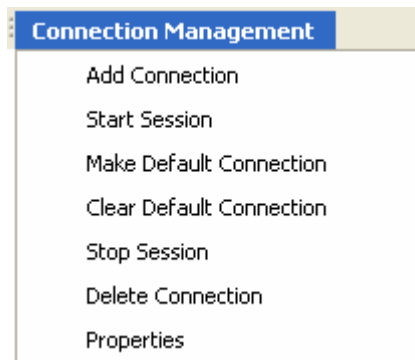 Connection Management
Add Connection
Start Session
Make Default Connection
Clear Default Connection
Stop Session
Delete Connection
Properties